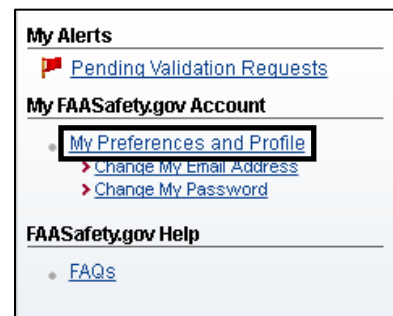 My Alerts
Pending Validation Requests
My FAASafety.gov Account
My Preferences and Profile
Change My Email Address
Change My Password
FAASafety.gov Help
FAQs